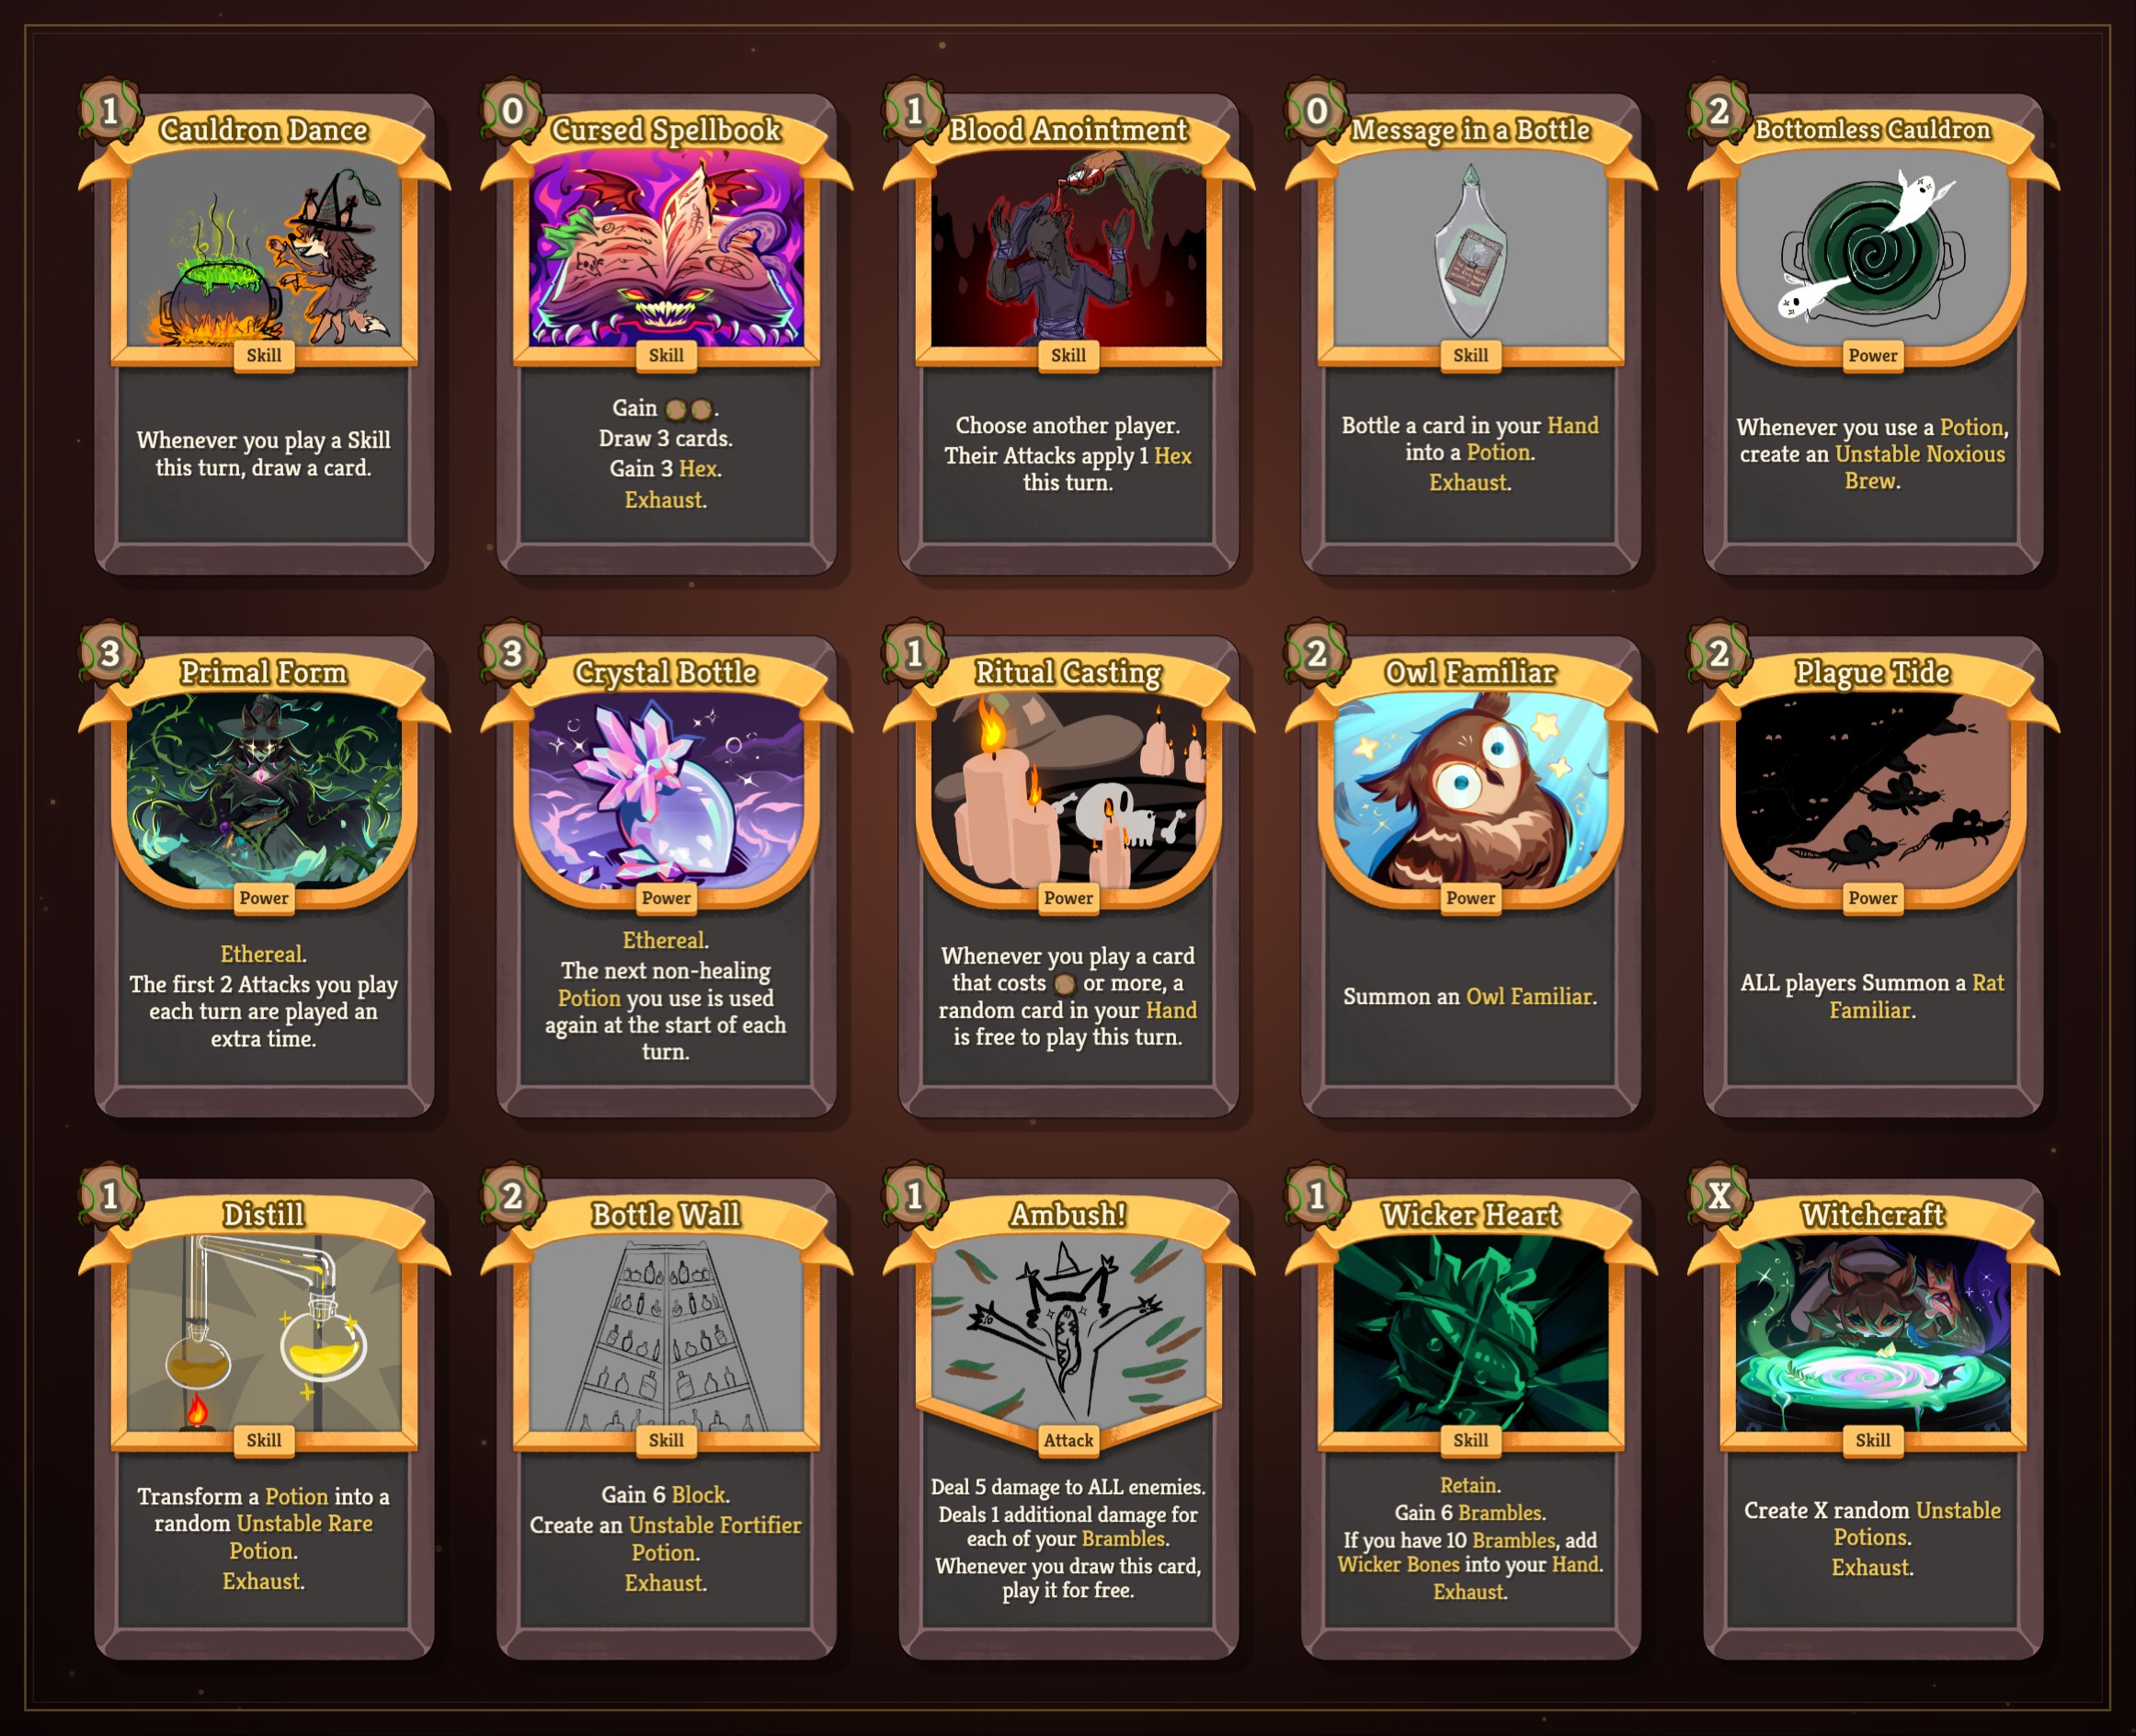 1
Cauldron Dance
Skill
Whenever you play a Skill
this turn, draw a card.
0
Cursed Spellbook
Skill
Gain .
Draw 3 cards.
Gain 3 Hex.
Exhaust.
1
Blood Anointment
Skill
Choose another player.
Their Attacks apply 1 Hex
this turn.
0
Message in a Bottle
Skill
Bottle a card in your Hand
into a Potion.
Exhaust.
2
Bottomless Cauldron
Power
Whenever you use a Potion,
create an Unstable Noxious
Brew.
3
Primal Form
Power
Ethereal.
The first 2 Attacks you play
each turn are played an
extra time.
3
Crystal Bottle
Power
Ethereal.
The next non-healing
Potion you use is used
again at the start of each
turn.
1
Ritual Casting
Power
Whenever you play a card
that costs or more, a
random card in your Hand
is free to play this turn.
2
Owl Familiar
Power
Summon an Owl Familiar.
2
Plague Tide
Power
ALL players Summon a Rat
Familiar.
1
Distill
Skill
Transform a Potion into a
random Unstable Rare
Potion.
Exhaust.
2
Bottle Wall
Skill
Gain 6 Block.
Create an Unstable Fortifier
Potion.
Exhaust.
1
Ambush!
Attack
Deal 5 damage to ALL enemies.
Deals 1 additional damage for
each of your Brambles.
Whenever you draw this card,
play it for free.
1
Wicker Heart
Skill
Retain.
Gain 6 Brambles.
If you have 10 Brambles, add
Wicker Bones into your Hand.
Exhaust.
X
Witchcraft
Skill
Create X random Unstable
Potions.
Exhaust.